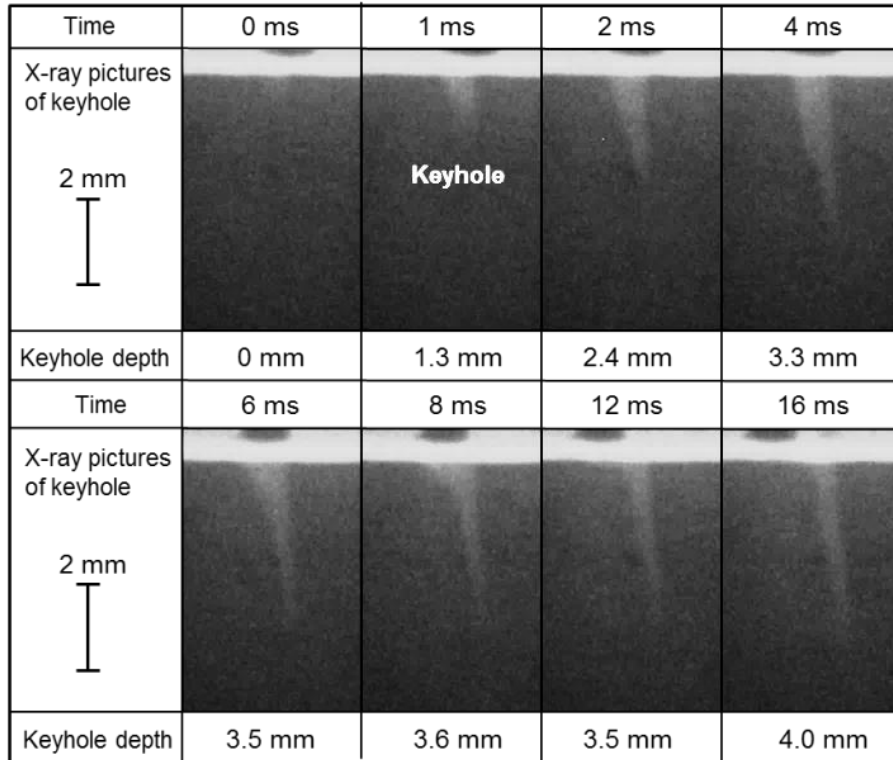 Time 0 ms 1 ms 2 ms 4 ms
X-ray pictures
of keyhole
2 mm
Keyhole
Keyhole depth 0 mm 1.3 mm 2.4 mm 3.3 mm
Time 6 ms 8 ms 12 ms 16 ms
X-ray pictures
of keyhole
2 mm
Keyhole depth 3.5 mm 3.6 mm 3.5 mm 4.0 mm